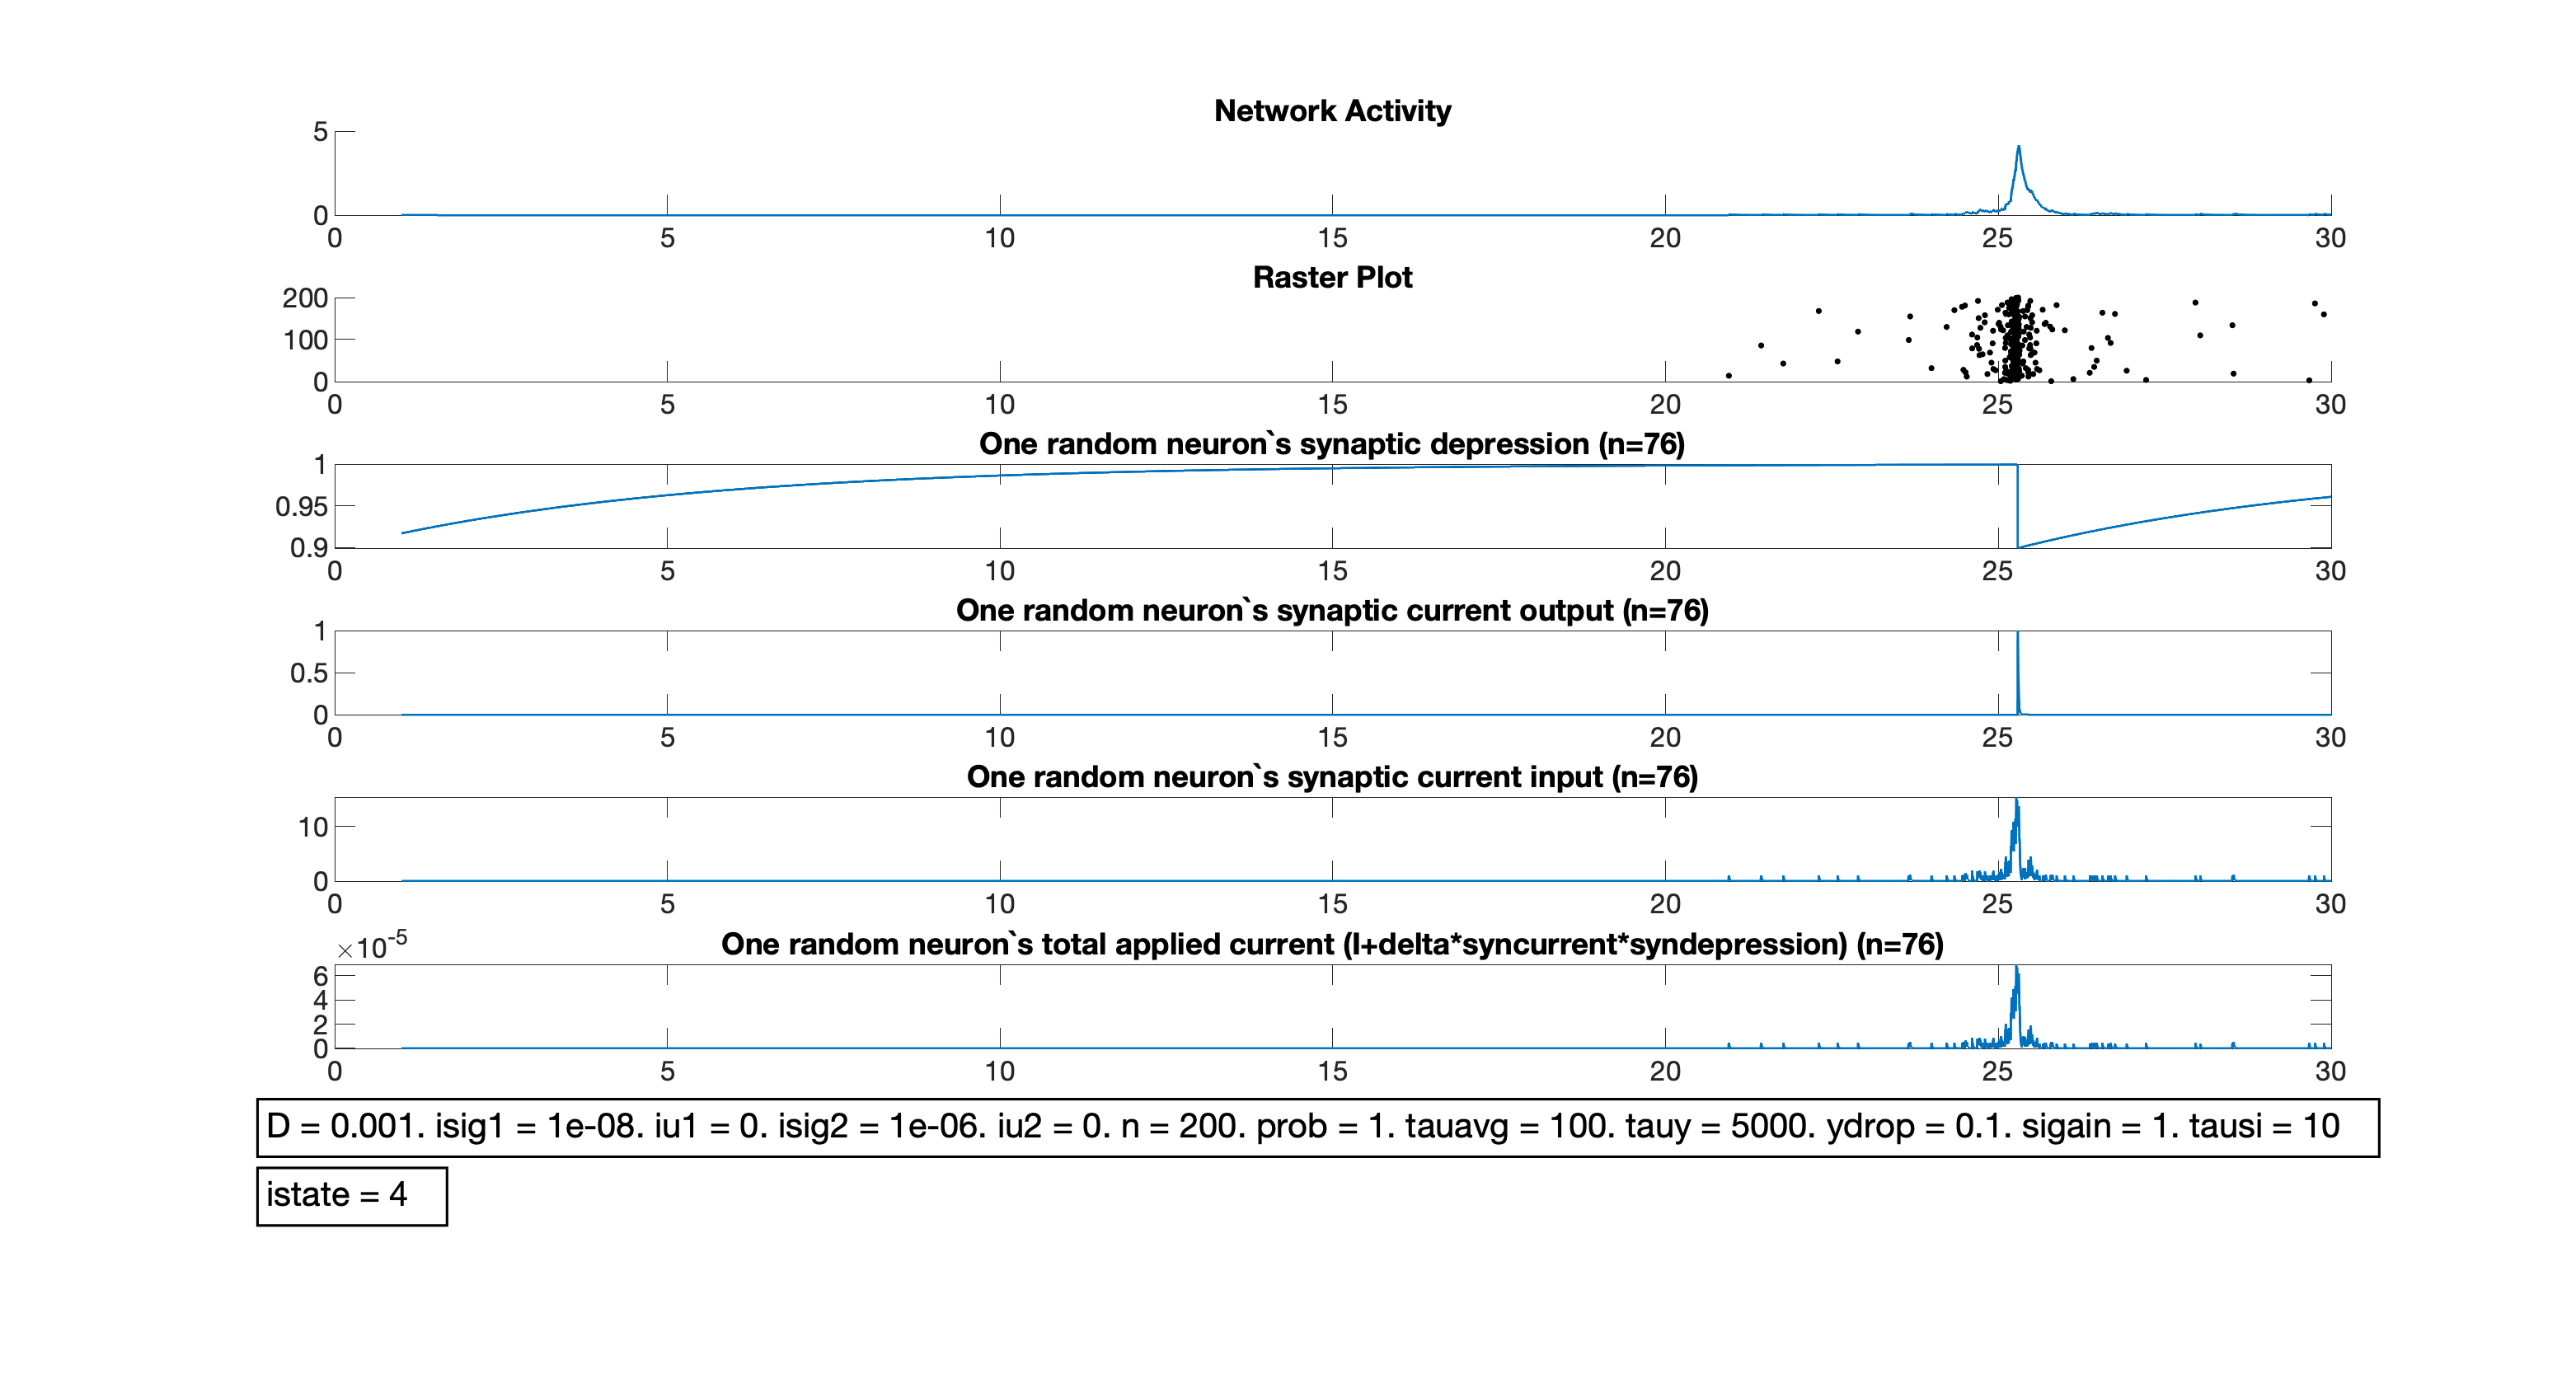 Network Activity
5
0
0 5 10 15 20 25 30
Raster Plot
200
100
0
0 5 10 15 20 25 30
One random neuron`s synaptic depression (n=76)
1
0.95
0.9
0 5 10 15 20 25 30
One random neuron`s synaptic current output (n=76)
1
0.5
0
0 5 10 15 20 25 30
One random neuron`s synaptic current input (n=76)
10
0
0 5 10 15 20 25 30
×10⁻⁵
One random neuron`s total applied current (I+delta*syncurrent*syndepression) (n=76)
6
4
2
0
0 5 10 15 20 25 30
D = 0.001. isig1 = 1e-08. iu1 = 0. isig2 = 1e-06. iu2 = 0. n = 200. prob = 1. tauavg = 100. tauy = 5000. ydrop = 0.1. sigain = 1. tausi = 10
istate = 4